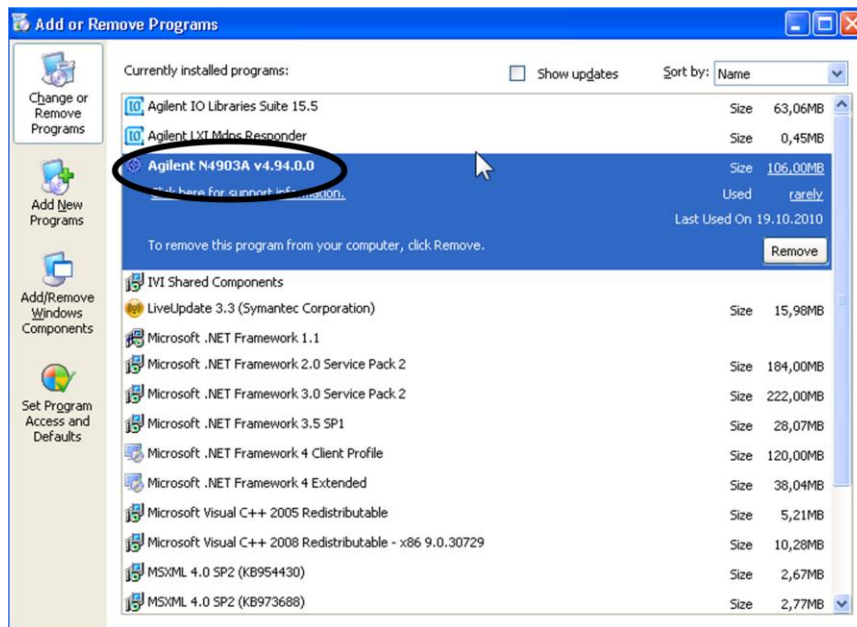 Add or Remove Programs
Change or
Remove
Programs
Add New
Programs
Add/Remove
Windows
Components
Set Program
Access and
Defaults
Currently installed programs:
Show updates
Sort by: Name
Agilent IO Libraries Suite 15.5 Size 63,06MB
Agilent LXI Mdns Responder Size 0,45MB
Agilent N4903A v4.94.0.0 Size 106,00MB
Click here for support information. Used rarely
Last Used On 19.10.2010
To remove this program from your computer, click Remove. Remove
IVI Shared Components
LiveUpdate 3.3 (Symantec Corporation) Size 15,98MB
Microsoft .NET Framework 1.1
Microsoft .NET Framework 2.0 Service Pack 2 Size 184,00MB
Microsoft .NET Framework 3.0 Service Pack 2 Size 222,00MB
Microsoft .NET Framework 3.5 SP1 Size 28,07MB
Microsoft .NET Framework 4 Client Profile Size 120,00MB
Microsoft .NET Framework 4 Extended Size 38,04MB
Microsoft Visual C++ 2005 Redistributable Size 5,21MB
Microsoft Visual C++ 2008 Redistributable - x86 9.0.30729 Size 10,28MB
MSXML 4.0 SP2 (KB954430) Size 2,67MB
MSXML 4.0 SP2 (KB973688) Size 2,77MB